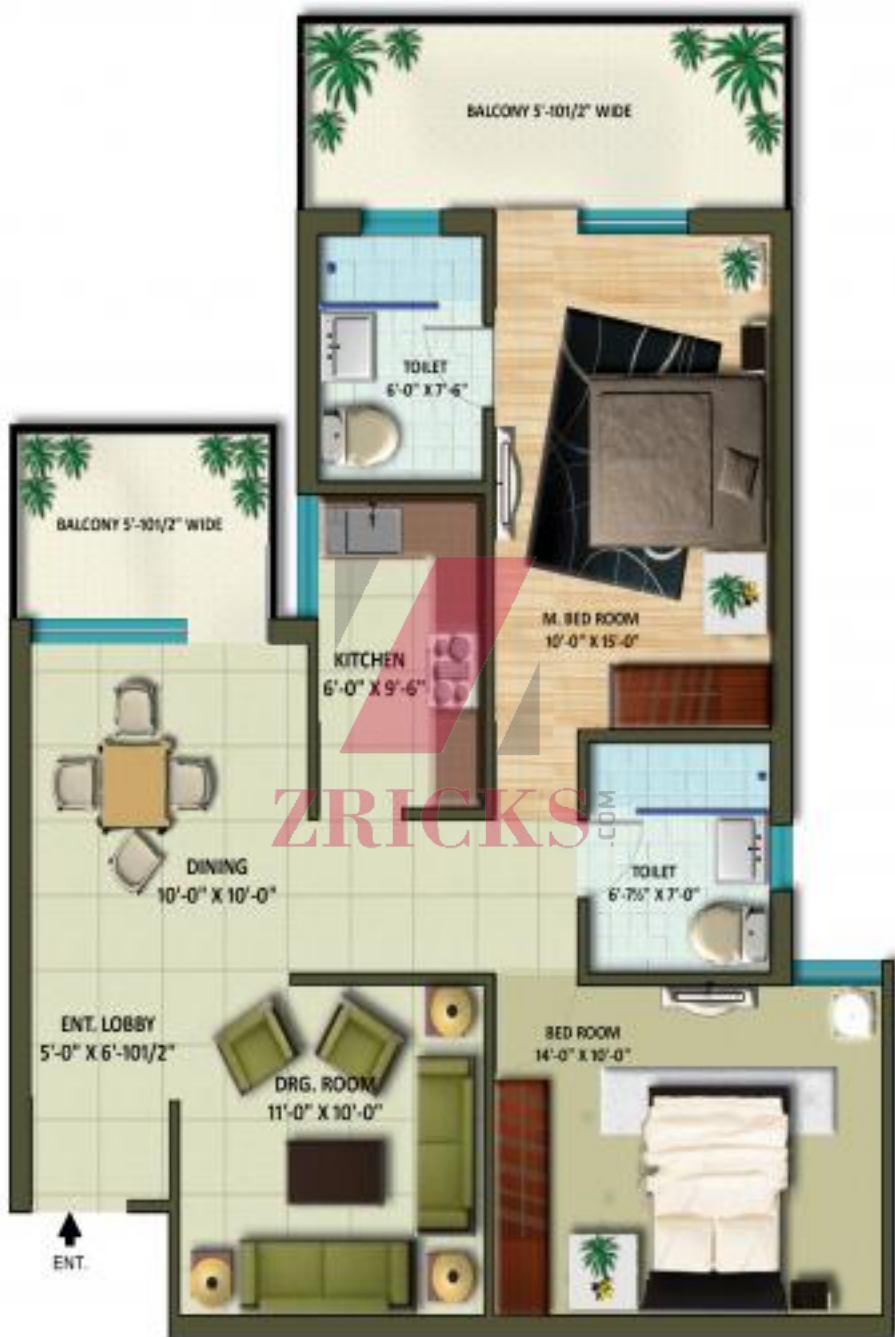 BALCONY 5'-101/2" WIDE
TOILET
6'-0" X 7'-6"
BALCONY 5'-101/2" WIDE
M. BED ROOM
10'-0" X 15'-0"
KITCHEN
6'-0" X 9'-6"
ZRICKS.COM
DINING
10'-0" X 10'-0"
TOILET
6'-7½" X 7'-0"
ENT. LOBBY
5'-0" X 6'-101/2"
BED ROOM
14'-0" X 10'-0"
DRG. ROOM
11'-0" X 10'-0"
ENT.